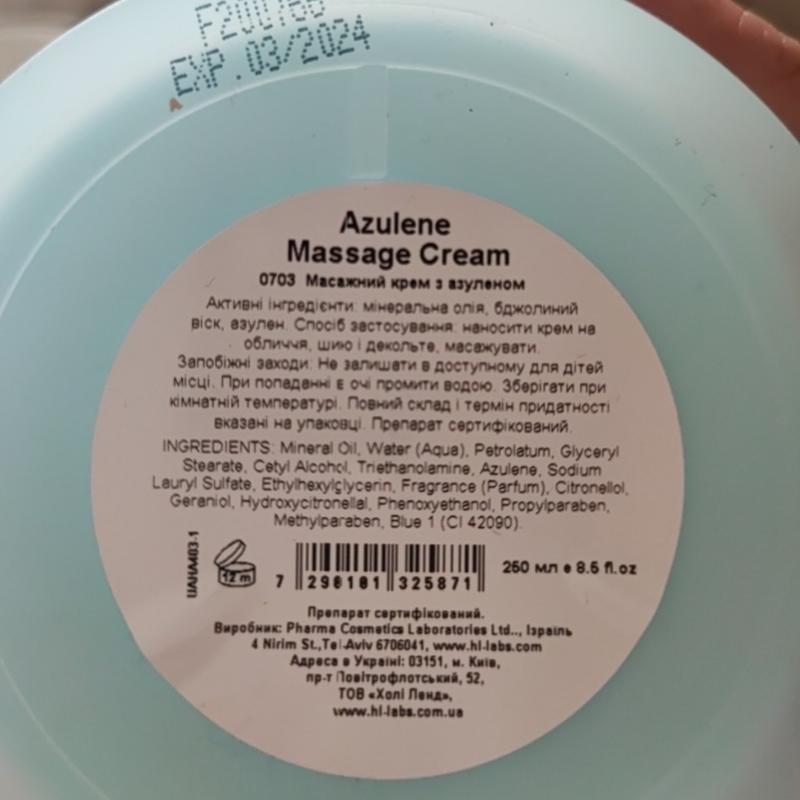 EXP. 03/2024
Azulene
Massage Cream
0703 Масажний крем з азуленом
Активні інгредієнти: мінеральна олія, бджолиний
віск, азулен. Спосіб застосування: наносити крем на
обличчя, шию і декольте, масажувати.
Запобіжні заходи: Не залишати в доступному для дітей
місці. При попаданні в очі промити водою. Зберігати при
кімнатній температурі. Повний склад і термін придатності
вказані на упаковці. Препарат сертифікований.
INGREDIENTS: Mineral Oil, Water (Aqua), Petrolatum, Glyceryl
Stearate, Cetyl Alcohol, Triethanolamine, Azulene, Sodium
Lauryl Sulfate, Ethylhexylglycerin, Fragrance (Parfum), Citronellol,
Geraniol, Hydroxycitronellal, Phenoxyethanol, Propylparaben,
Methylparaben, Blue 1 (CI 42090).
UAHA483-1
12 m
7 298181 325871
250 мл e 8.5 fl.oz
Препарат сертифікований.
Виробник: Pharma Cosmetics Laboratories Ltd.., Ізраїль
4 Nirim St.,Tel-Aviv 6706041, www.hl-labs.com
Адреса в Україні: 03151, м. Київ,
пр-т Повітрофлотський, 52,
ТОВ «Холі Ленд»,
www.hl-labs.com.ua